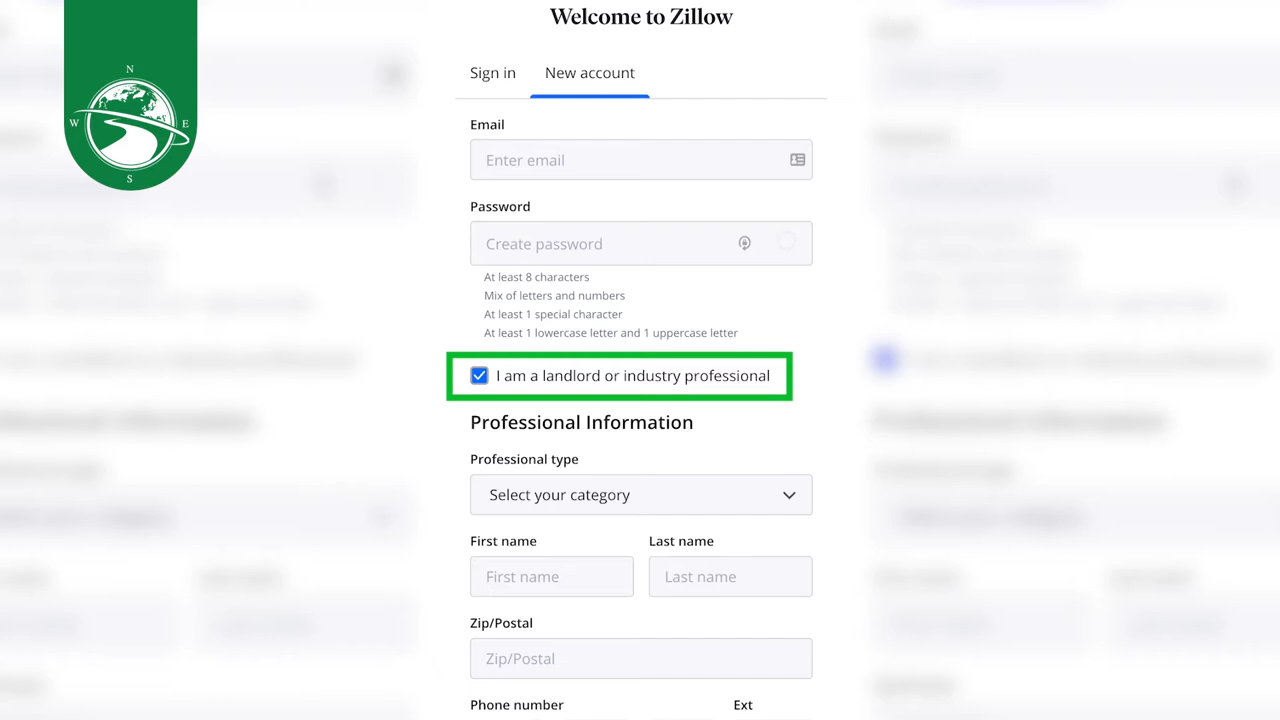 N
W E
S
Welcome to Zillow
Sign in New account
Email
Enter email
Password
Create password
At least 8 characters
Mix of letters and numbers
At least 1 special character
At least 1 lowercase letter and 1 uppercase letter
I am a landlord or industry professional
Professional Information
Professional type
Select your category
First name Last name
First name Last name
Zip/Postal
Zip/Postal
Phone number Ext